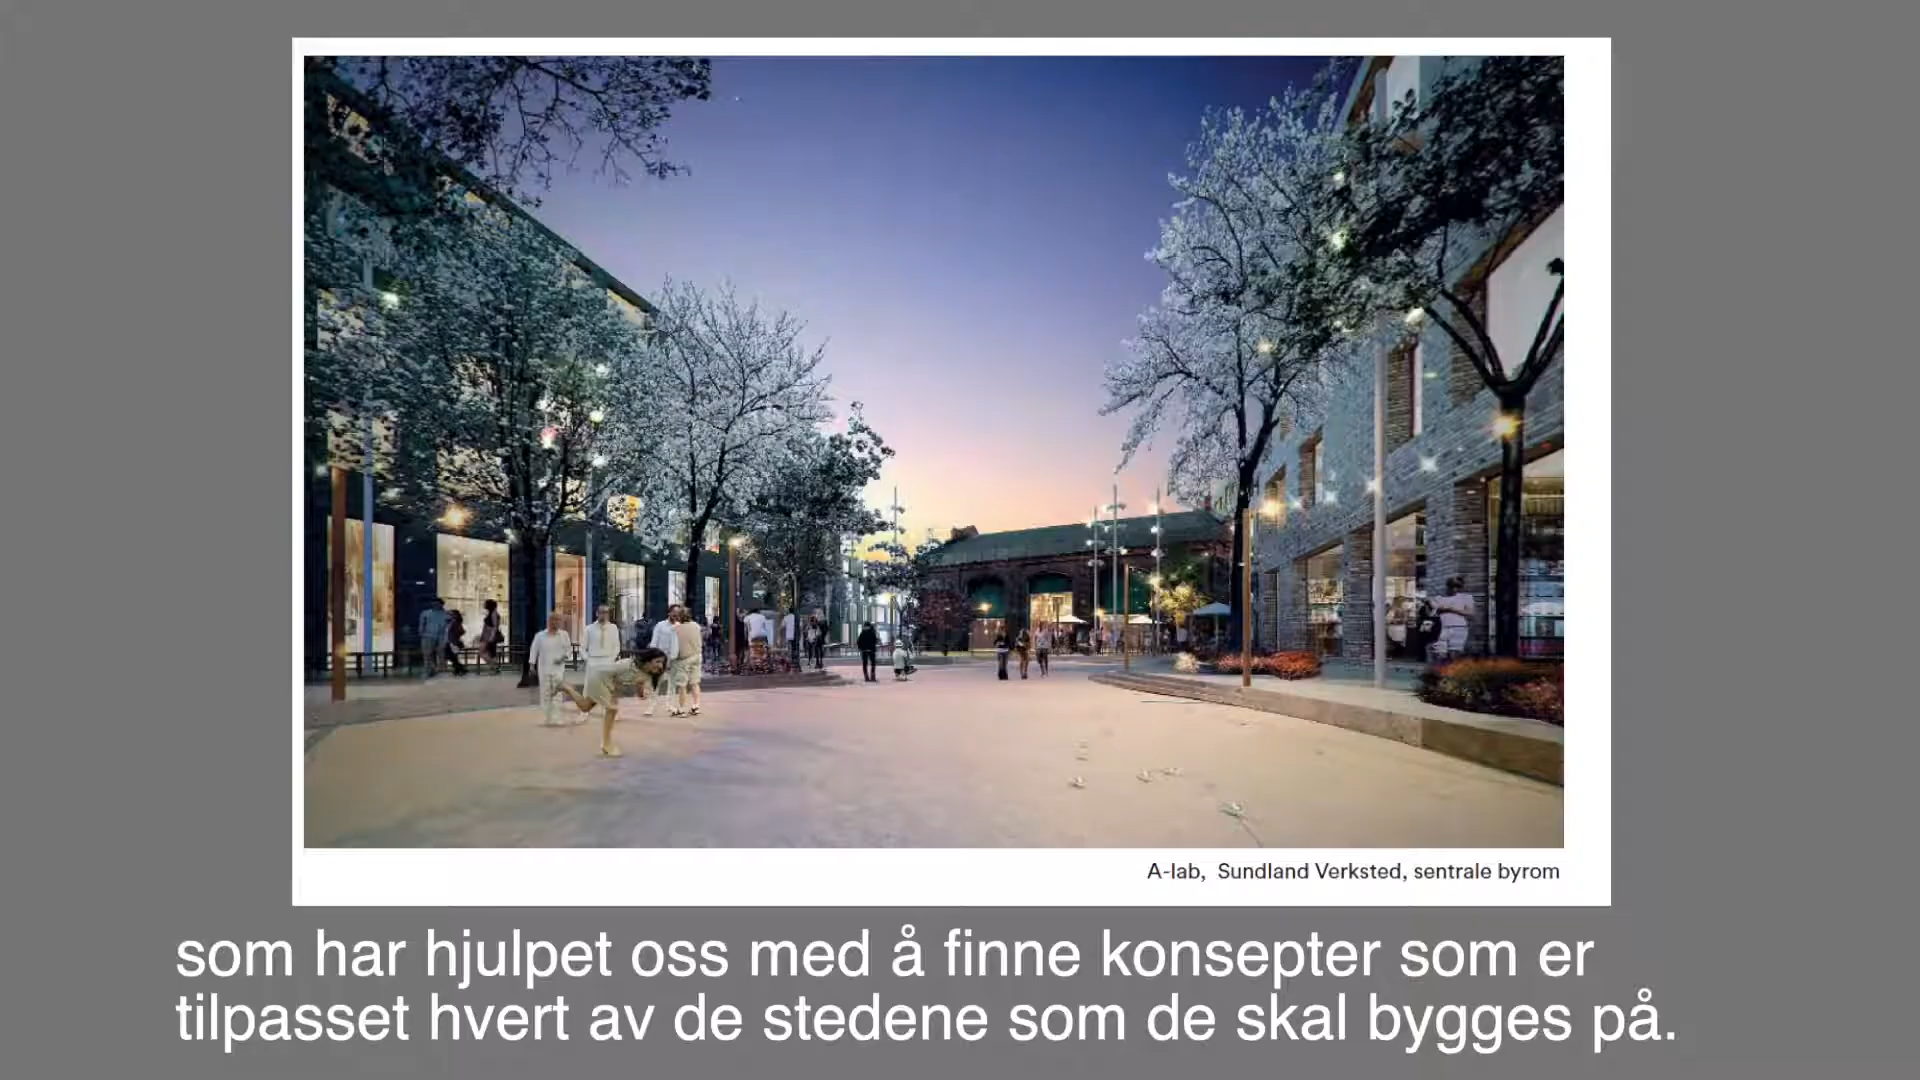 A-lab, Sundland Verksted, sentrale byrom
som har hjulpet oss med å finne konsepter som er
tilpasset hvert av de stedene som de skal bygges på.